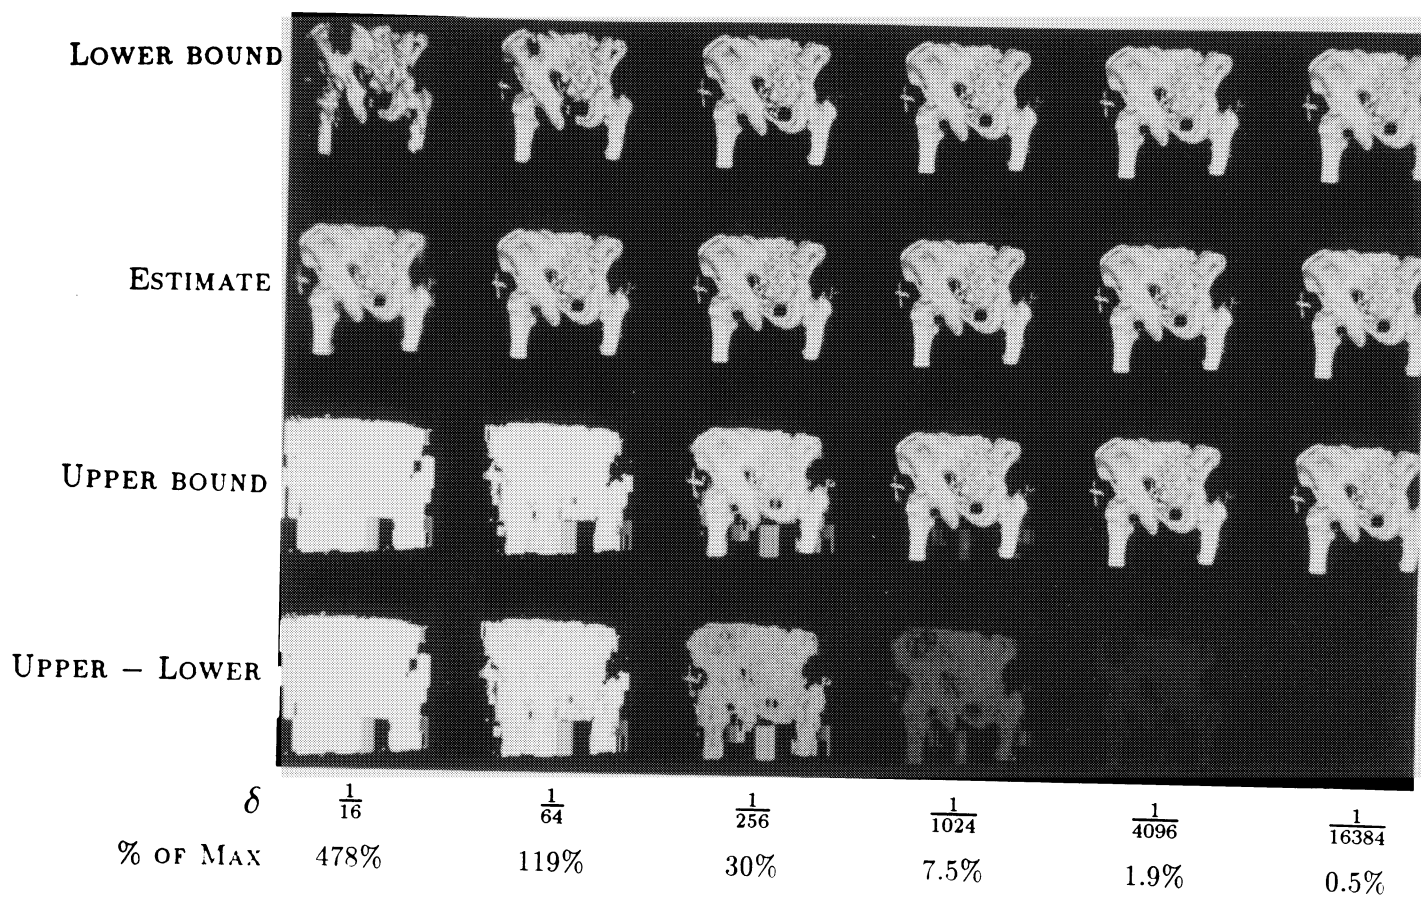 LOWER BOUND
ESTIMATE
UPPER BOUND
UPPER − LOWER
δ 1/16 1/64 1/256 1/1024 1/4096 1/16384
% OF MAX 478% 119% 30% 7.5% 1.9% 0.5%